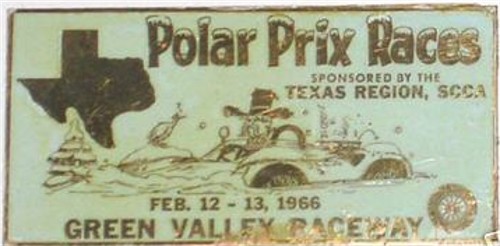 Polar Prix Races
SPONSORED BY THE
TEXAS REGION, SCCA
FEB. 12 - 13, 1966
GREEN VALLEY RACEWAY